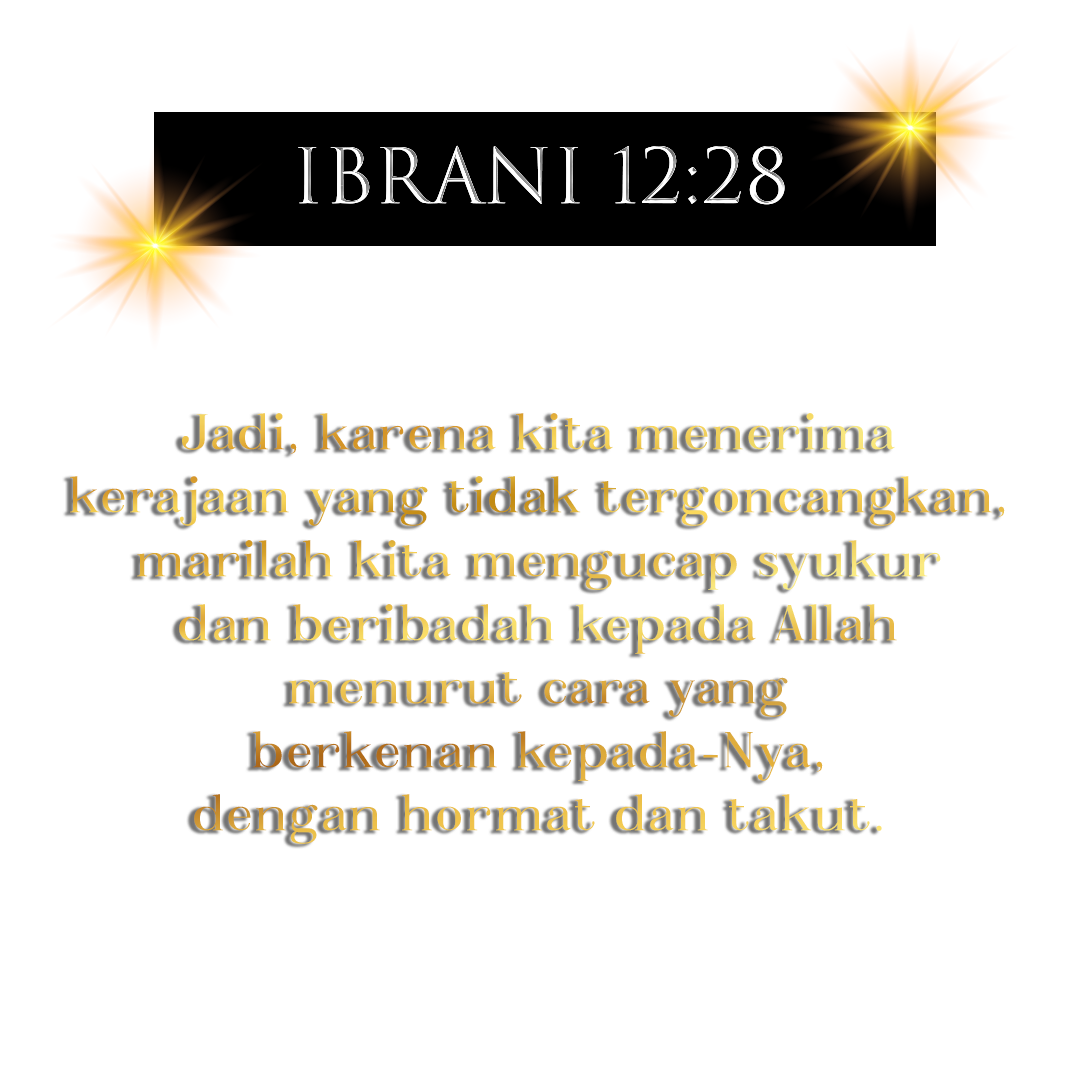 IBRANI 12:28
Jadi, karena kita menerima
kerajaan yang tidak tergoncangkan,
marilah kita mengucap syukur
dan beribadah kepada Allah
menurut cara yang
berkenan kepada-Nya,
dengan hormat dan takut.